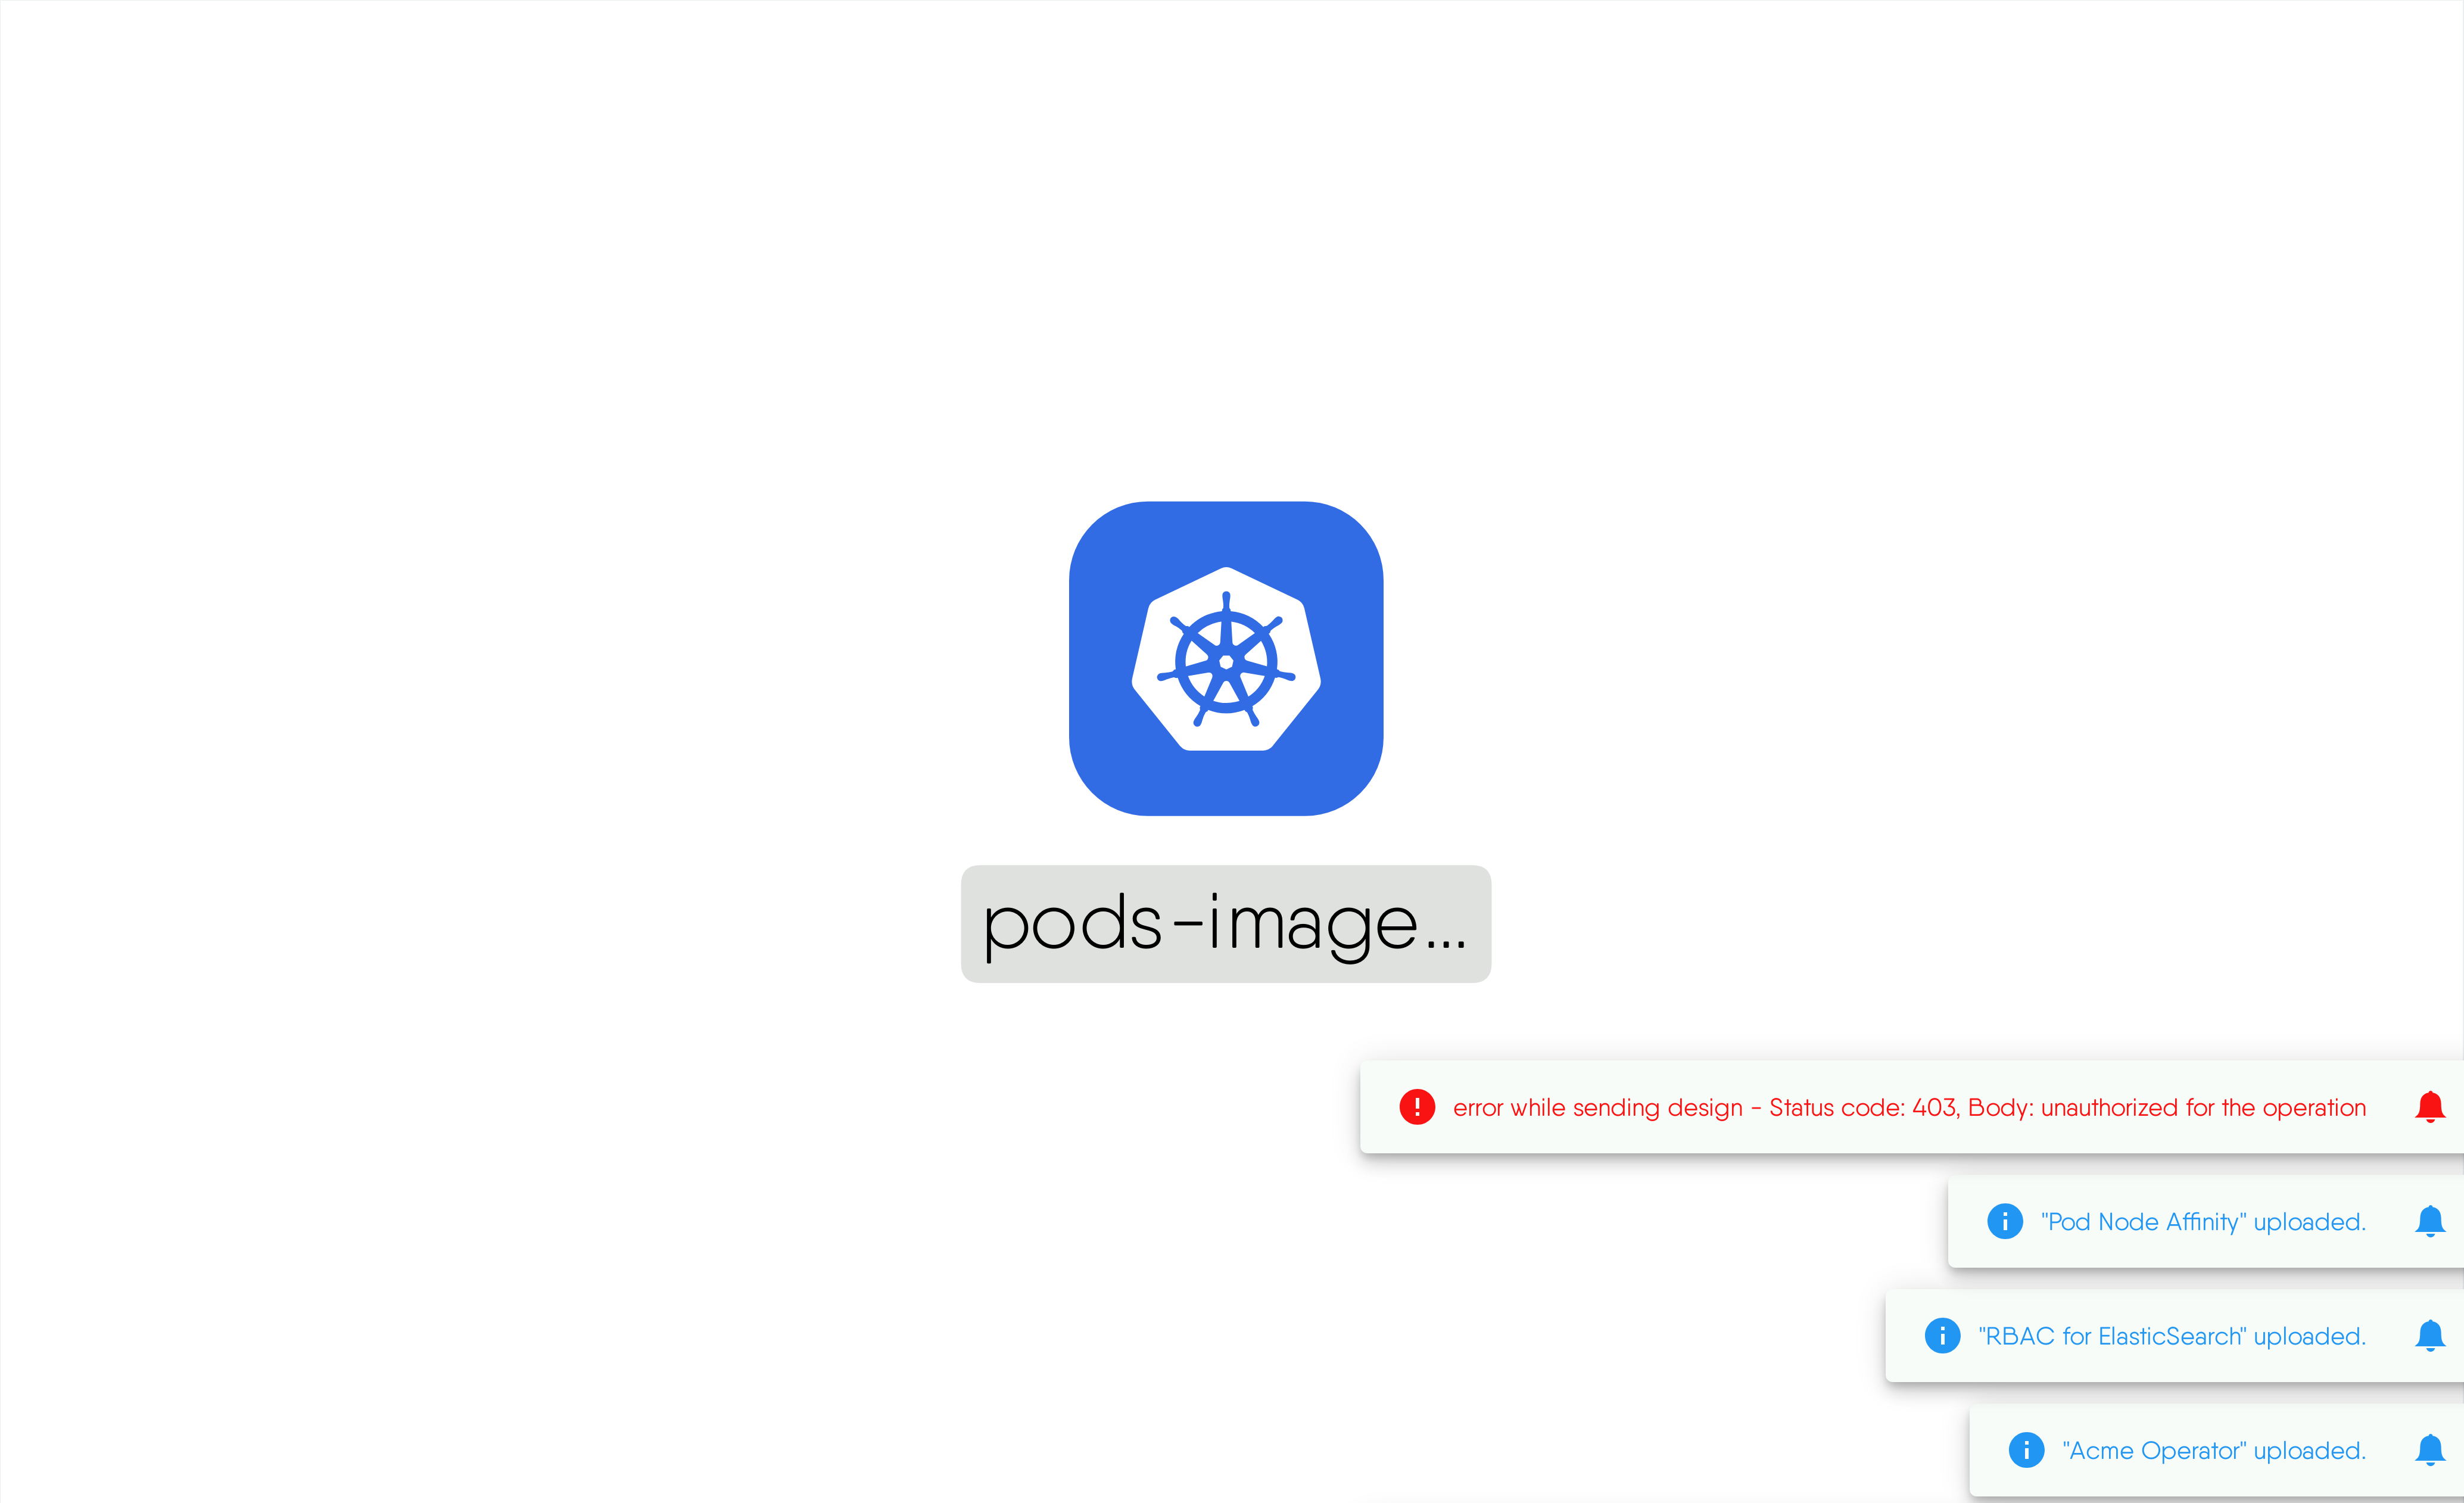 pods-image...
error while sending design - Status code: 403, Body: unauthorized for the operation
"Pod Node Affinity" uploaded.
"RBAC for ElasticSearch" uploaded.
"Acme Operator" uploaded.